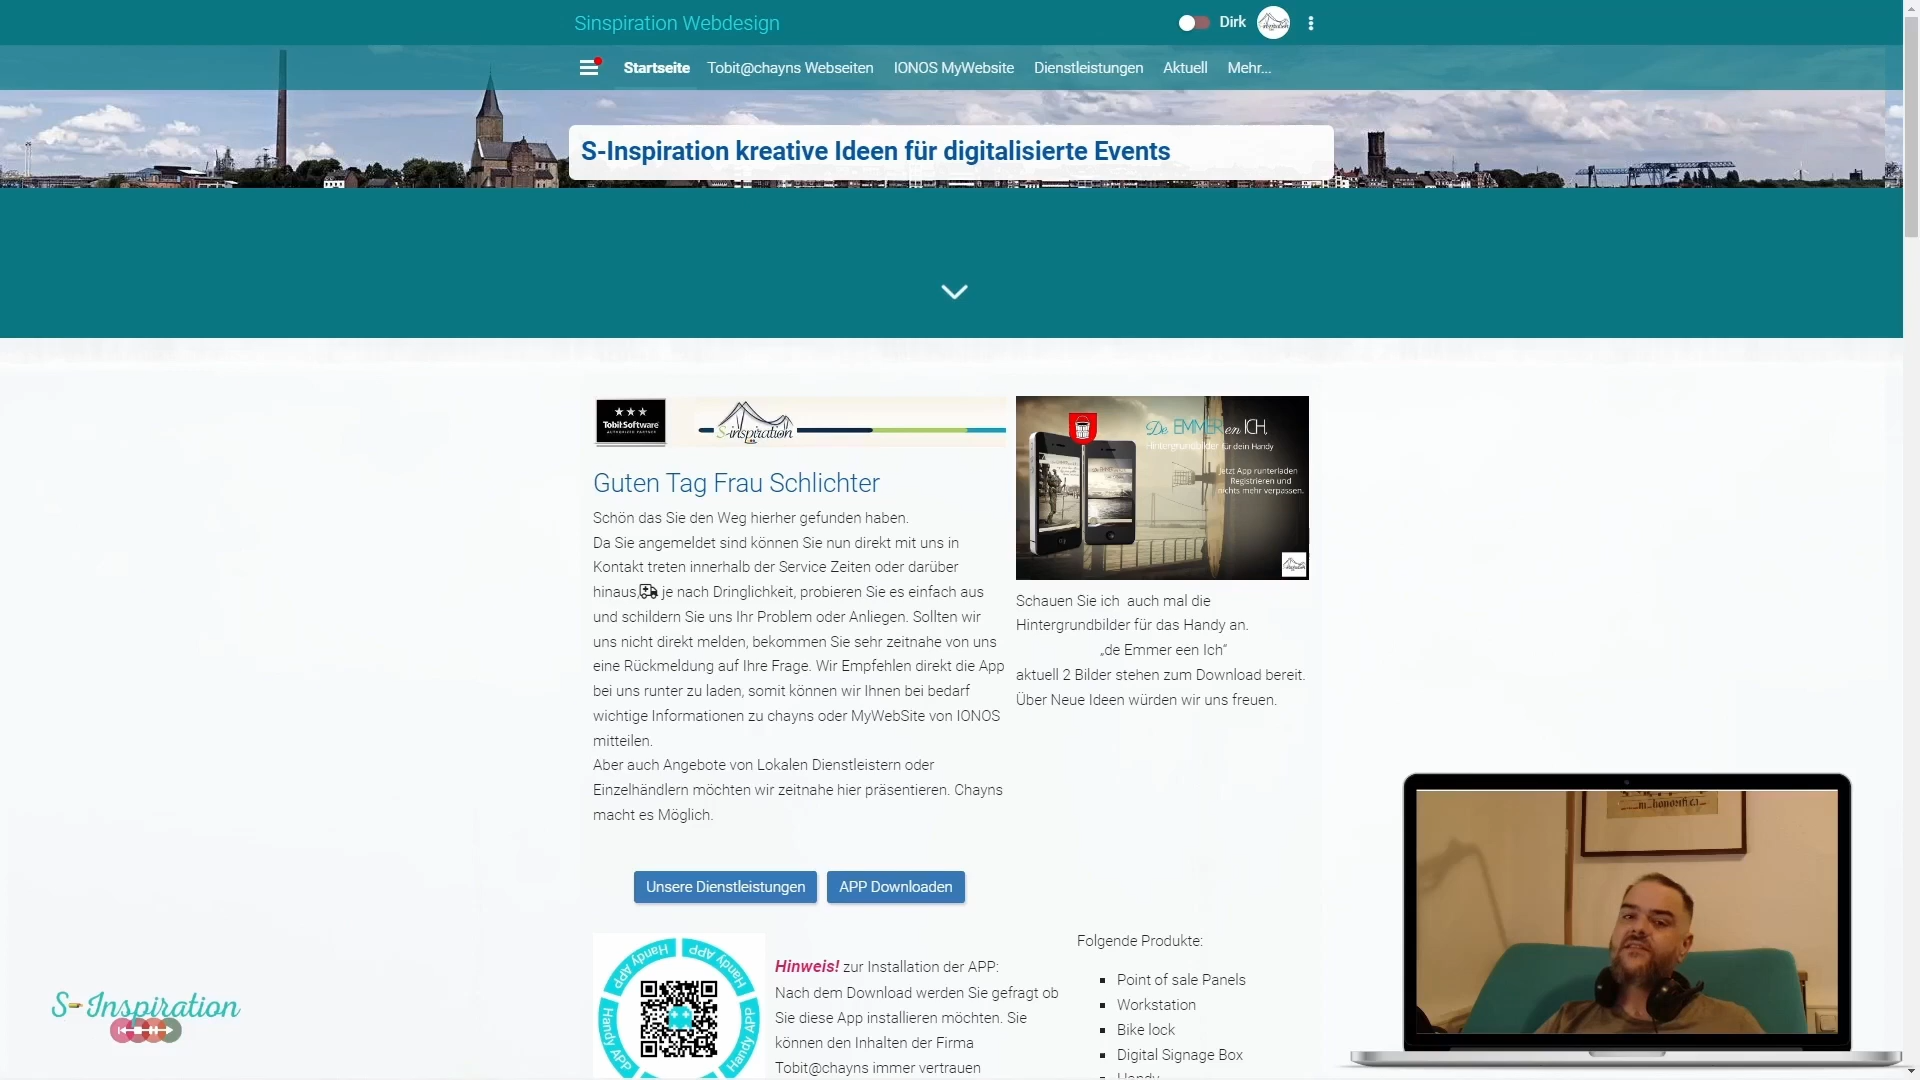 Sinspiration Webdesign
Dirk
Startseite Tobit@chayns Webseiten IONOS MyWebsite Dienstleistungen Aktuell Mehr...
S-Inspiration kreative Ideen für digitalisierte Events
Tobit.Software
AUTHORIZED PARTNER
S-inspiration
Guten Tag Frau Schlichter
Schön das Sie den Weg hierher gefunden haben.
Da Sie angemeldet sind können Sie nun direkt mit uns in
Kontakt treten innerhalb der Service Zeiten oder darüber
hinaus, je nach Dringlichkeit, probieren Sie es einfach aus
und schildern Sie uns Ihr Problem oder Anliegen. Sollten wir
uns nicht direkt melden, bekommen Sie sehr zeitnahe von uns
eine Rückmeldung auf Ihre Frage. Wir Empfehlen direkt die App
bei uns runter zu laden, somit können wir Ihnen bei bedarf
wichtige Informationen zu chayns oder MyWebSite von IONOS
mitteilen.
Aber auch Angebote von Lokalen Dienstleistern oder
Einzelhändlern möchten wir zeitnahe hier präsentieren. Chayns
macht es Möglich.
Unsere Dienstleistungen APP Downloaden
De EMMER en ICH,
Hintergrundbilder für dein Handy
Jetzt App runterladen
Registrieren und
nichts mehr verpassen.
Schauen Sie ich auch mal die
Hintergrundbilder für das Handy an.
„de Emmer een Ich“
aktuell 2 Bilder stehen zum Download bereit.
Über Neue Ideen würden wir uns freuen.
Handy APP Handy APP
Handy APP Handy APP
Hinweis! zur Installation der APP:
Nach dem Download werden Sie gefragt ob
Sie diese App installieren möchten. Sie
können den Inhalten der Firma
Tobit@chayns immer vertrauen
Folgende Produkte:
Point of sale Panels
Workstation
Bike lock
Digital Signage Box
Handy
S-Inspiration